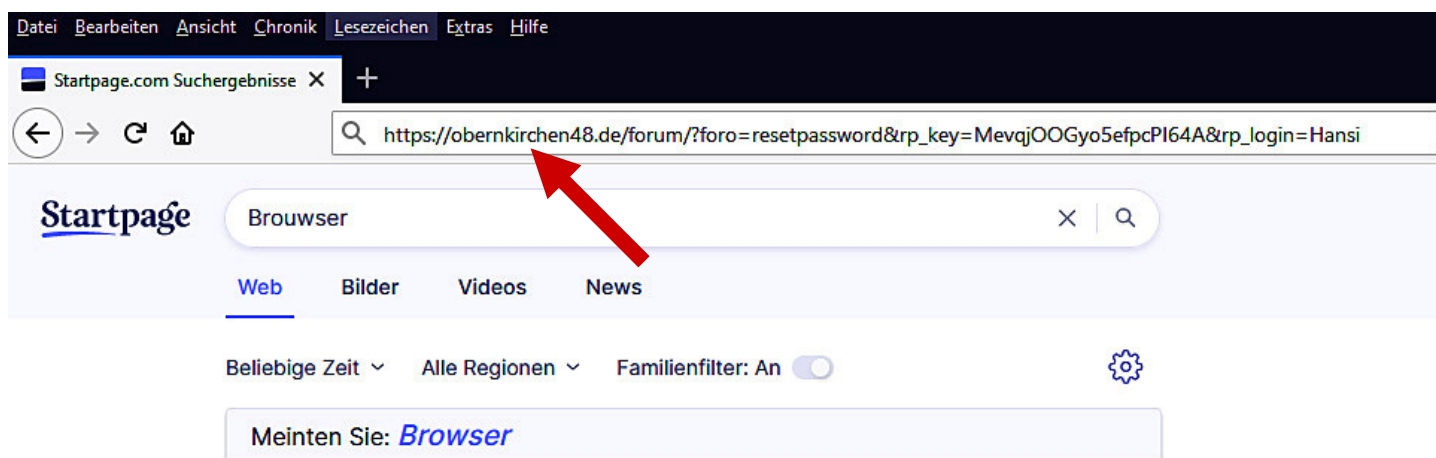 Datei Bearbeiten Ansicht Chronik Lesezeichen Extras Hilfe
Startpage.com Suchergebnisse
https://obernkirchen48.de/forum/?foro=resetpassword&rp_key=MevqjOOGyo5efpcPI64A&rp_login=Hansi
Startpage Brouwser
Web Bilder Videos News
Beliebige Zeit Alle Regionen Familienfilter: An
Meinten Sie: Browser